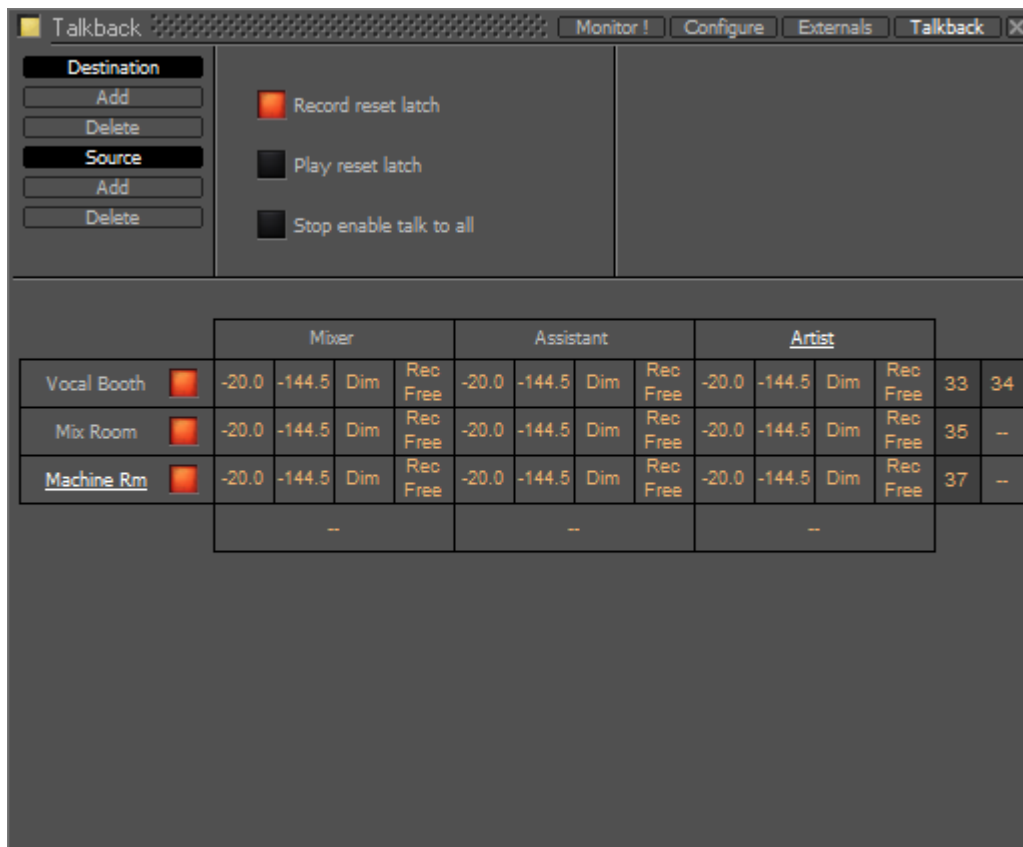 Talkback Monitor ! Configure Externals Talkback X
Destination
Add
Delete
Source
Add
Delete
Record reset latch
Play reset latch
Stop enable talk to all
Mixer Assistant Artist
Vocal Booth -20.0 -144.5 Dim Rec Free -20.0 -144.5 Dim Rec Free -20.0 -144.5 Dim Rec Free 33 34
Mix Room -20.0 -144.5 Dim Rec Free -20.0 -144.5 Dim Rec Free -20.0 -144.5 Dim Rec Free 35 --
Machine Rm -20.0 -144.5 Dim Rec Free -20.0 -144.5 Dim Rec Free -20.0 -144.5 Dim Rec Free 37 --
-- -- --